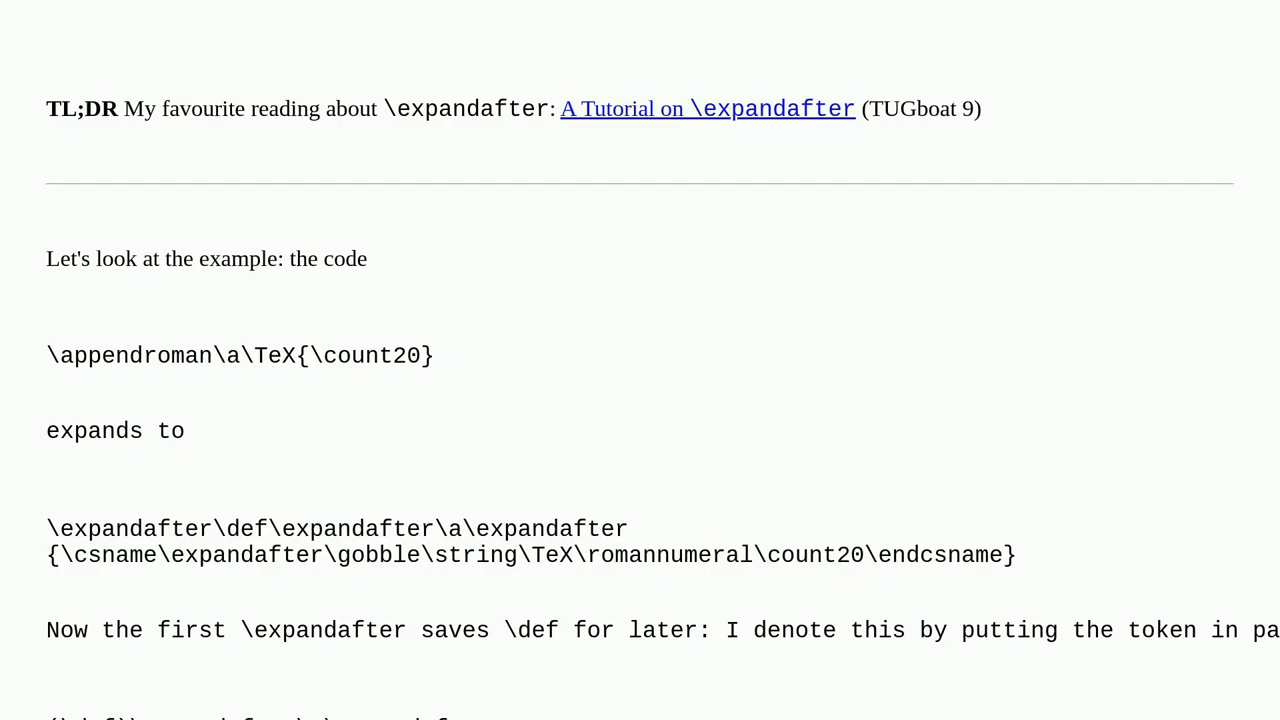 TL;DR My favourite reading about \expandafter: A Tutorial on \expandafter (TUGboat 9)
Let's look at the example: the code
\appendroman\a\TeX{\count20}
expands to
\expandafter\def\expandafter\a\expandafter
{\csname\expandafter\gobble\string\TeX\romannumeral\count20\endcsname}
Now the first \expandafter saves \def for later: I denote this by putting the token in